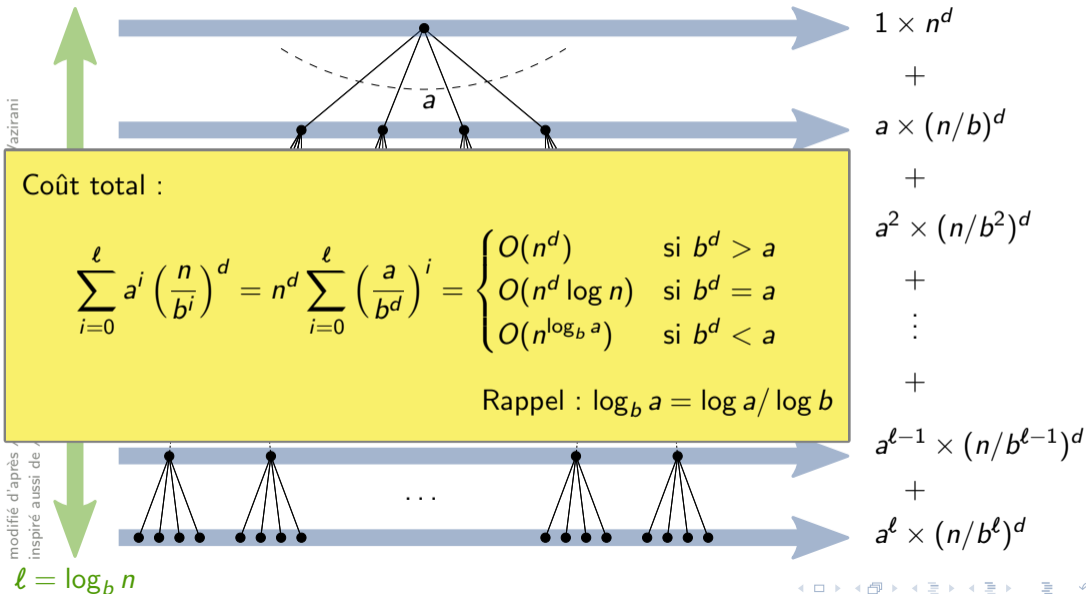 1 × n^d
+
a
a × (n/b)^d
+
Coût total :
a^2 × (n/b^2)^d
+
∑_{i=0}^{ℓ} a^i (n/b^i)^d = n^d ∑_{i=0}^{ℓ} (a/b^d)^i = { O(n^d) si b^d > a
O(n^d log n) si b^d = a
O(n^{log_b a}) si b^d < a
⋮
+
Rappel : log_b a = log a/ log b
a^{ℓ−1} × (n/b^{ℓ−1})^d
+
...
a^ℓ × (n/b^ℓ)^d
ℓ = log_b n
modifié d'après
inspiré aussi de
Vazirani